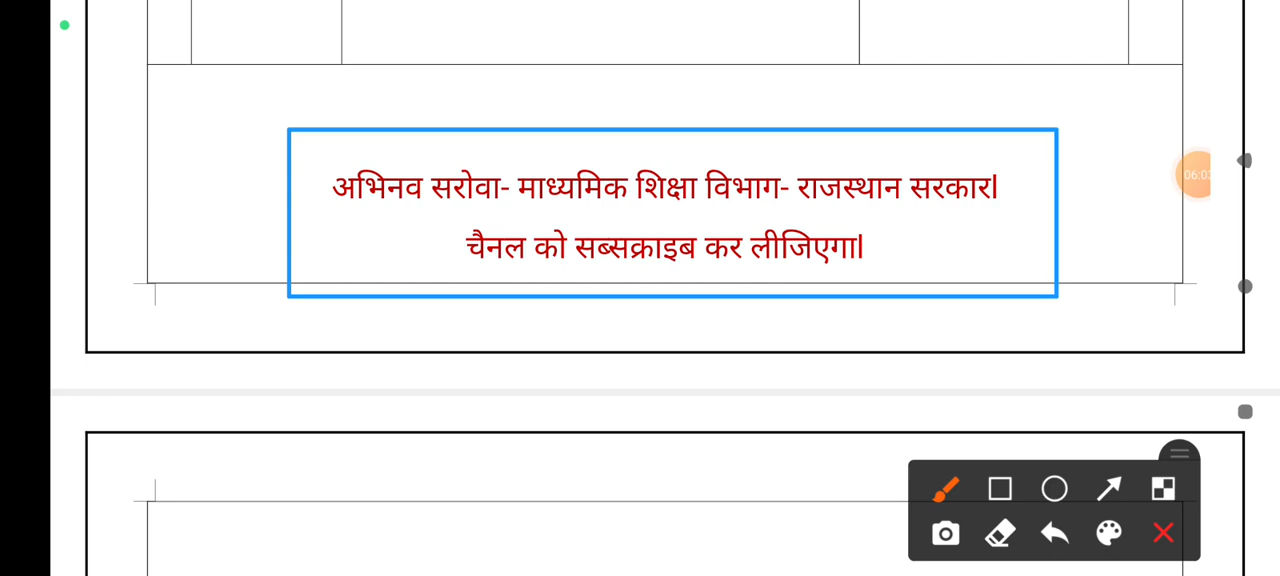 अभिनव सरोवा- माध्यमिक शिक्षा विभाग- राजस्थान सरकार।
चैनल को सब्सक्राइब कर लीजिएगा।